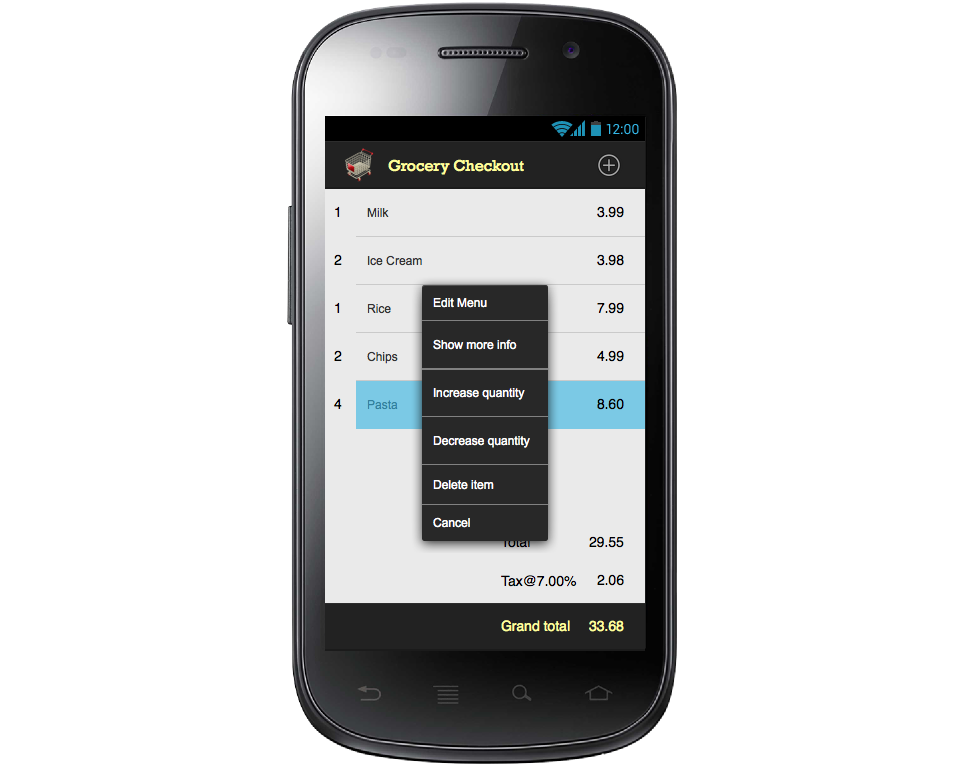 12:00
Grocery Checkout
1 Milk 3.99
2 Ice Cream 3.98
1 Rice 7.99
2 Chips 4.99
4 Pasta 8.60
Edit Menu
Show more info
Increase quantity
Decrease quantity
Delete item
Cancel
Total 29.55
Tax@7.00% 2.06
Grand total 33.68